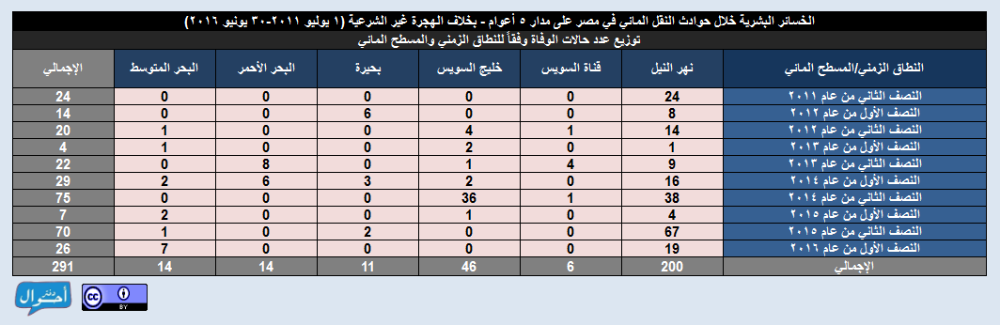 الخسائر البشرية خلال حوادث النقل المائي في مصر على مدار ٥ أعوام - بخلاف الهجرة غير الشرعية (١ يوليو ٢٠١١-٣٠ يونيو ٢٠١٦)
توزيع عدد حالات الوفاة وفقاً للنطاق الزمني والمسطح المائي
النطاق الزمني/المسطح المائي نهر النيل قناة السويس خليج السويس بحيرة البحر الأحمر البحر المتوسط الإجمالي
النصف الثاني من عام ٢٠١١ 24 0 0 0 0 0 24
النصف الأول من عام ٢٠١٢ 8 0 0 6 0 0 14
النصف الثاني من عام ٢٠١٢ 14 1 4 0 0 1 20
النصف الأول من عام ٢٠١٣ 1 0 2 0 0 1 4
النصف الثاني من عام ٢٠١٣ 9 4 1 0 8 0 22
النصف الأول من عام ٢٠١٤ 16 0 2 3 6 2 29
النصف الثاني من عام ٢٠١٤ 38 1 36 0 0 0 75
النصف الأول من عام ٢٠١٥ 4 0 1 0 0 2 7
النصف الثاني من عام ٢٠١٥ 67 0 0 2 0 1 70
النصف الأول من عام ٢٠١٦ 19 0 0 0 0 7 26
الإجمالي 200 6 46 11 14 14 291
دفتر أحوال
cc BY